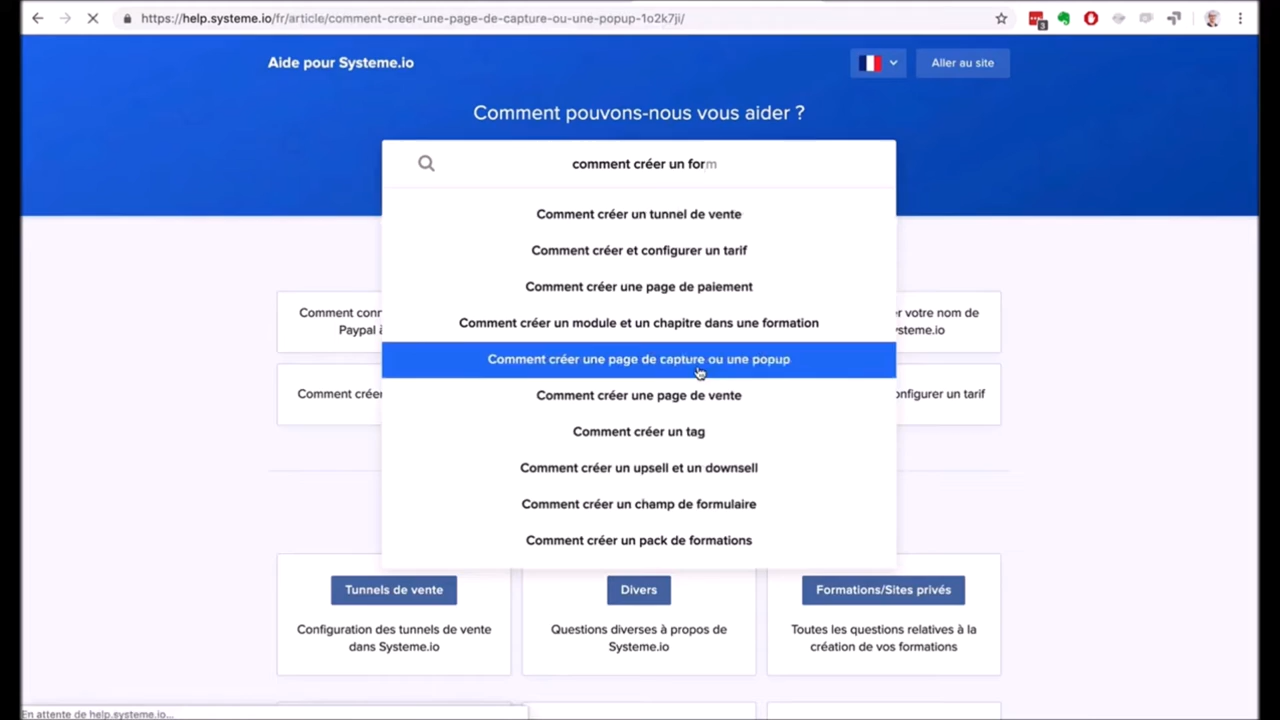 https://help.systeme.io/fr/article/comment-creer-une-page-de-capture-ou-une-popup-1o2k7ji/
3
Aide pour Systeme.io
Aller au site
Comment pouvons-nous vous aider ?
comment créer un form
Comment créer un tunnel de vente
Comment créer et configurer un tarif
Comment créer une page de paiement
Comment créer un module et un chapitre dans une formation
Comment créer une page de capture ou une popup
Comment créer une page de vente
Comment créer un tag
Comment créer un upsell et un downsell
Comment créer un champ de formulaire
Comment créer un pack de formations
Comment conn
Paypal à
r votre nom de
steme.io
Comment créer
onfigurer un tarif
Tunnels de vente
Configuration des tunnels de vente
dans Systeme.io
Divers
Questions diverses à propos de
Systeme.io
Formations/Sites privés
Toutes les questions relatives à la
création de vos formations
En attente de help.systeme.io...